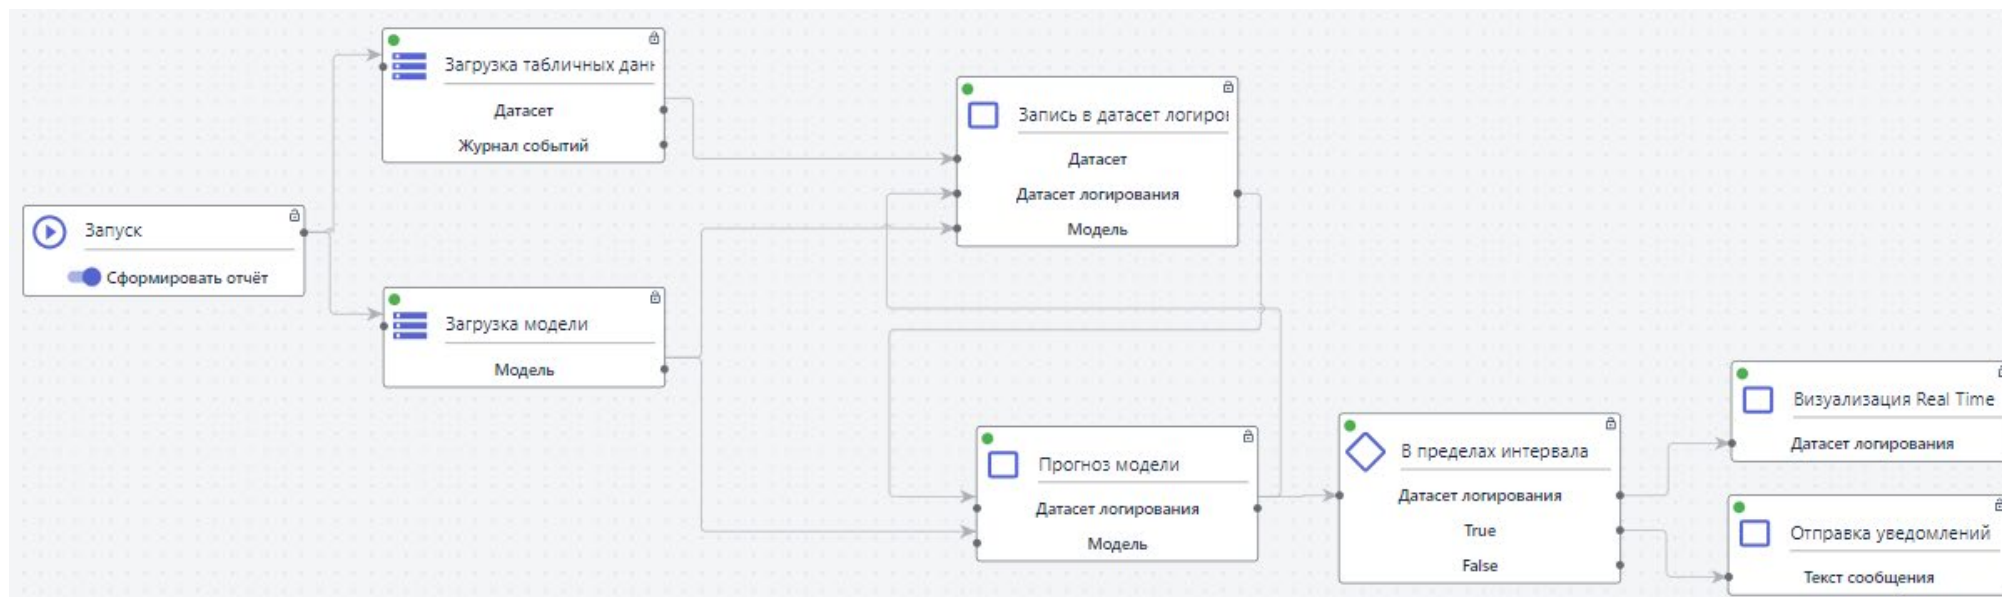 Запуск
Сформировать отчёт
Загрузка табличных данн
Датасет
Журнал событий
Загрузка модели
Модель
Запись в датасет логиро
Датасет
Датасет логирования
Модель
Прогноз модели
Датасет логирования
Модель
В пределах интервала
Датасет логирования
True
False
Визуализация Real Time
Датасет логирования
Отправка уведомлений
Текст сообщения